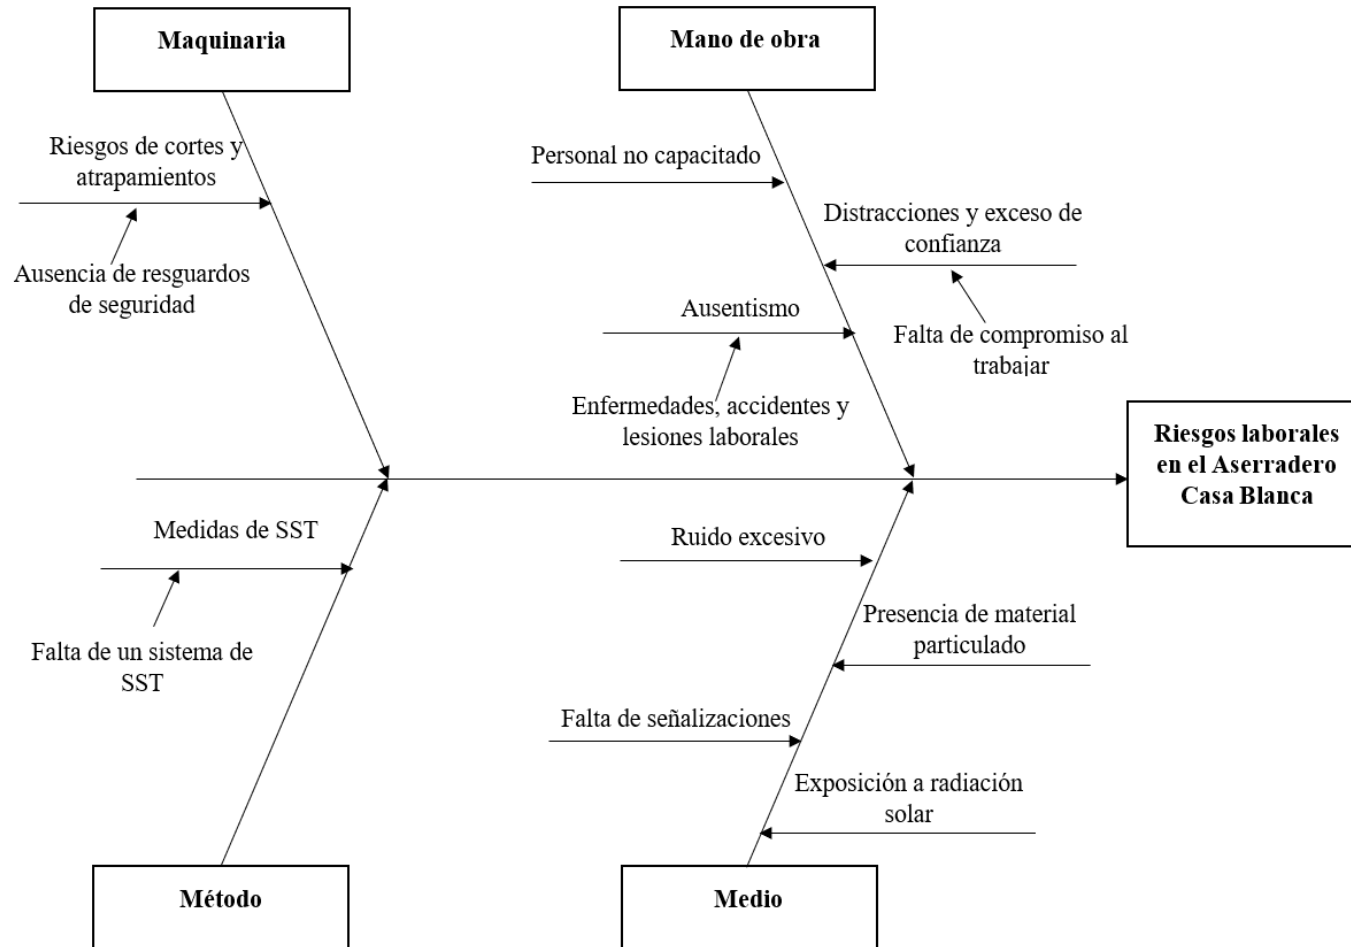 Maquinaria
Mano de obra
Riesgos de cortes y
atrapamientos
Ausencia de resguardos
de seguridad
Personal no capacitado
Distracciones y exceso de
confianza
Falta de compromiso al
trabajar
Ausentismo
Enfermedades, accidentes y
lesiones laborales
Riesgos laborales
en el Aserradero
Casa Blanca
Medidas de SST
Falta de un sistema de
SST
Ruido excesivo
Presencia de material
particulado
Falta de señalizaciones
Exposición a radiación
solar
Método
Medio